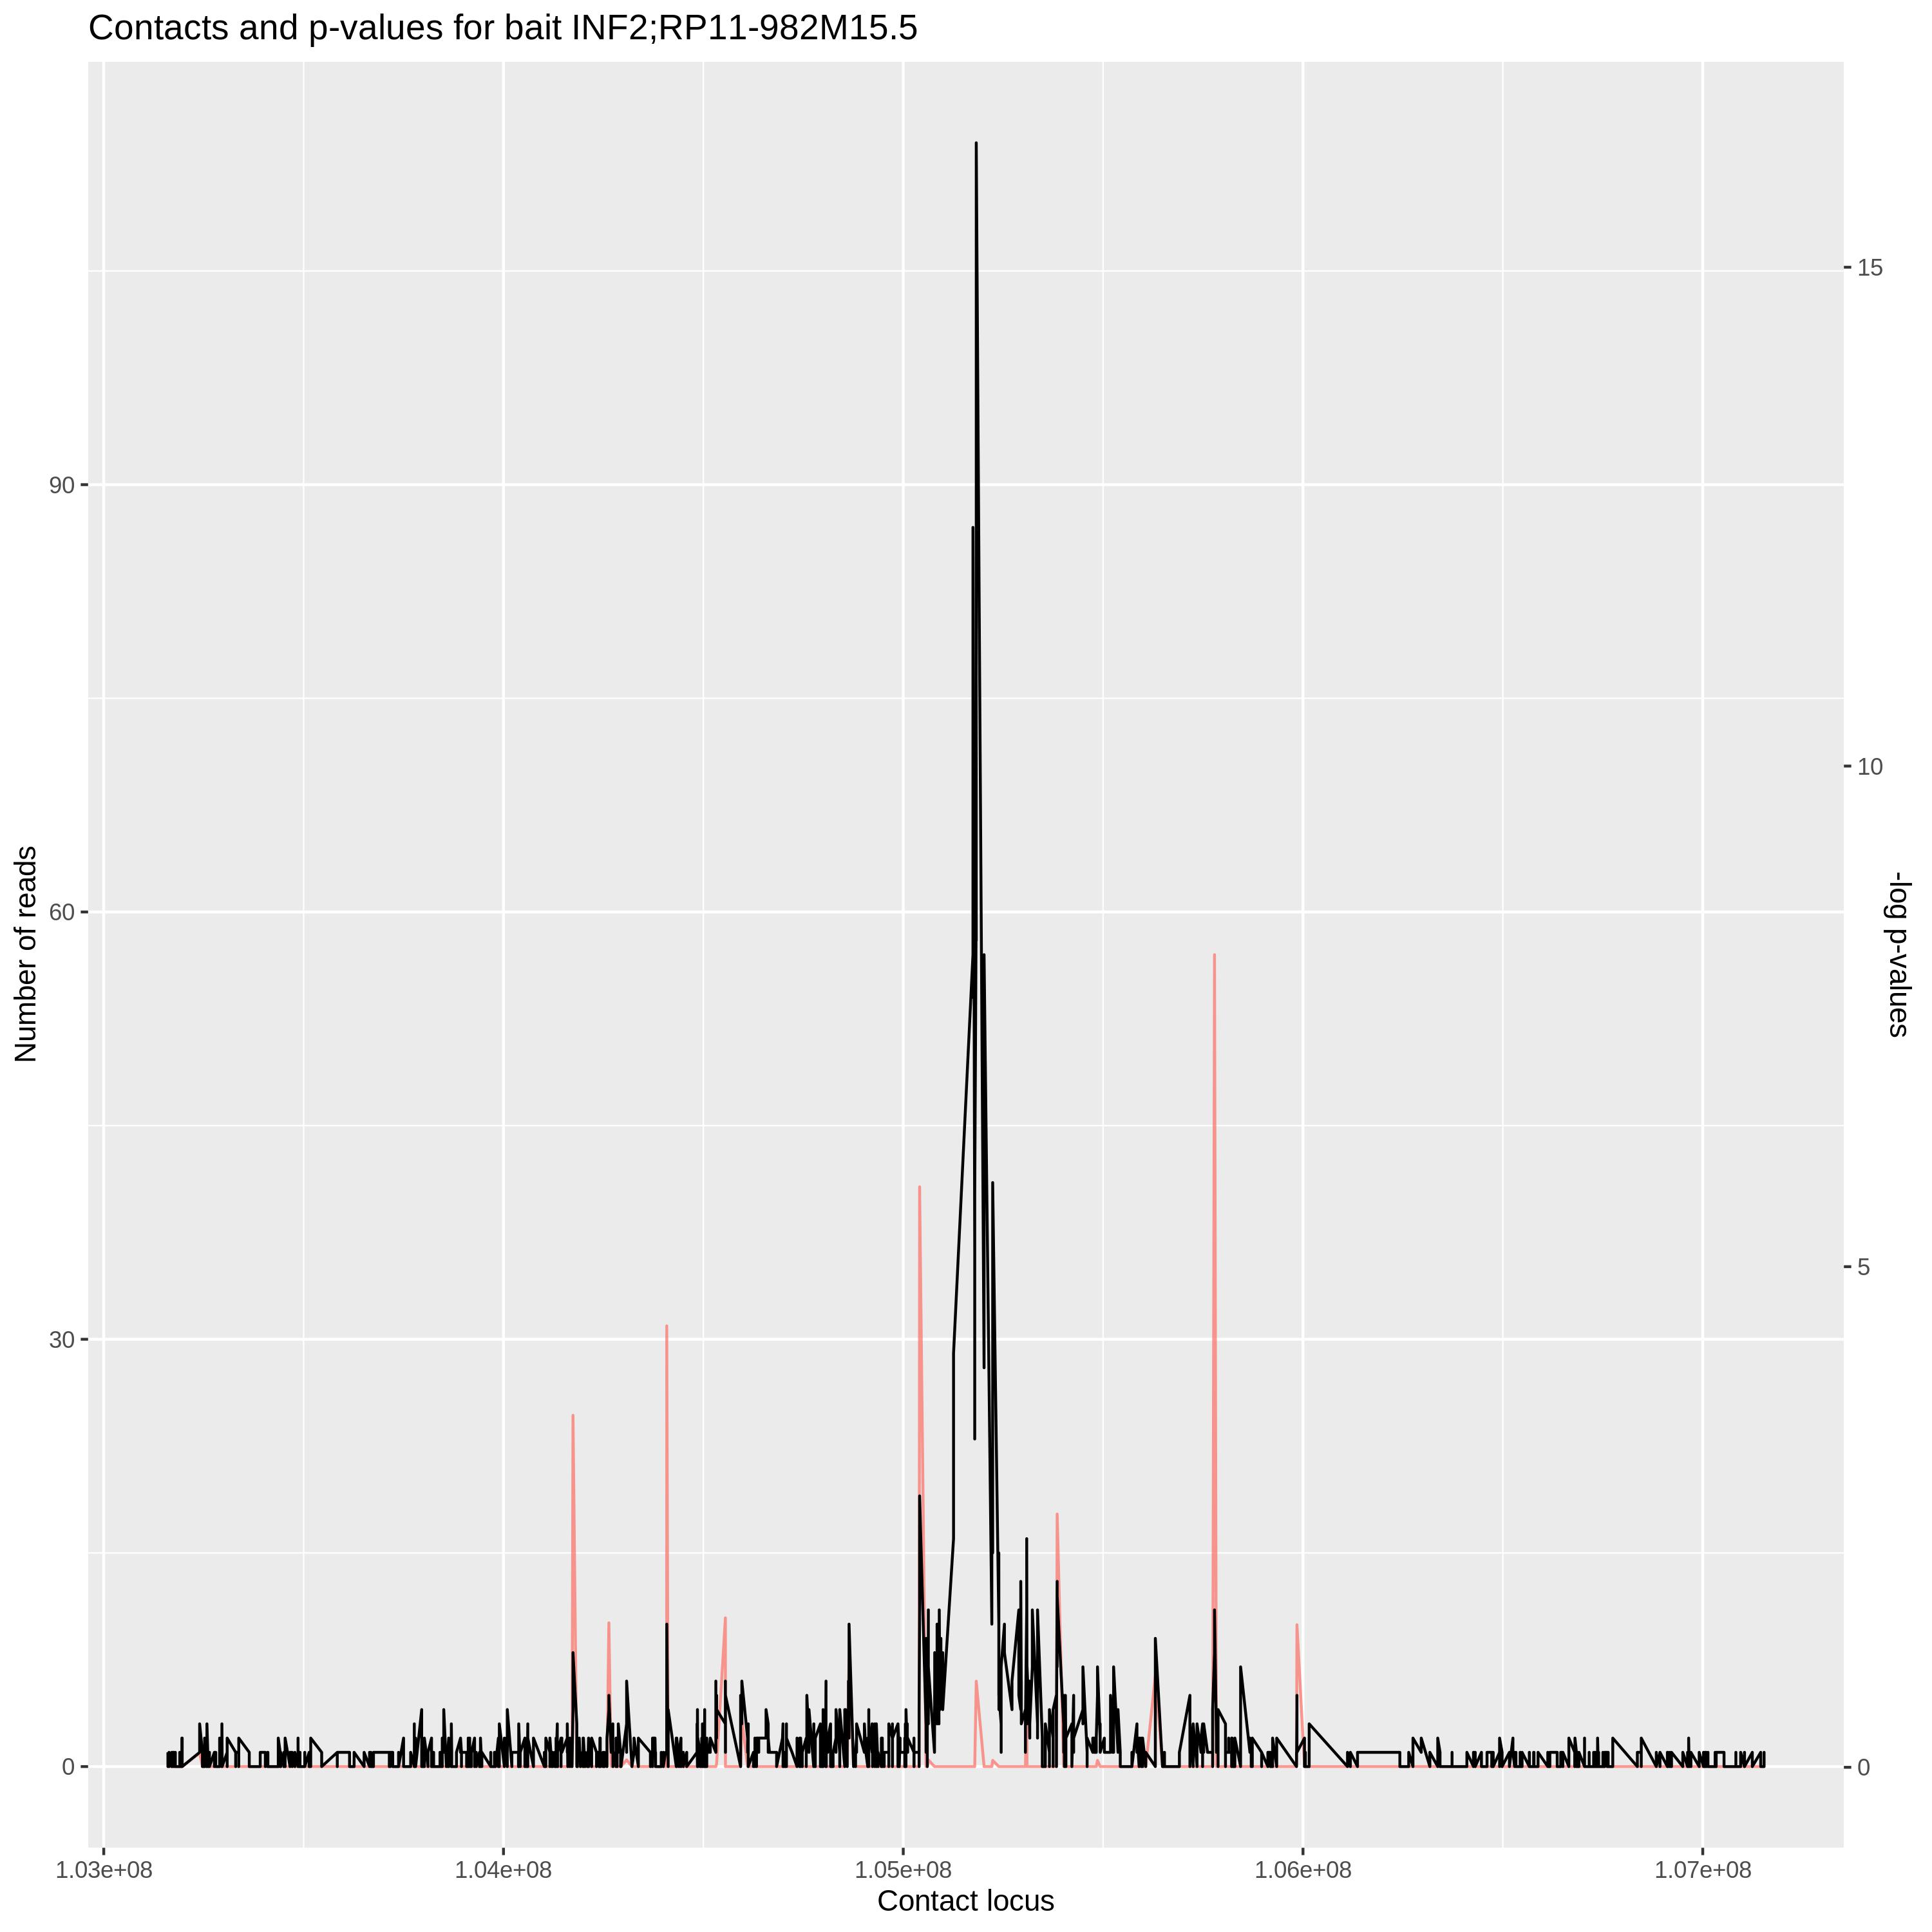 Contacts and p-values for bait INF2;RP11-982M15.5
90
60
30
0
15
10
5
0
Number of reads
-log p-values
1.03e+08
1.04e+08
1.05e+08
1.06e+08
1.07e+08
Contact locus